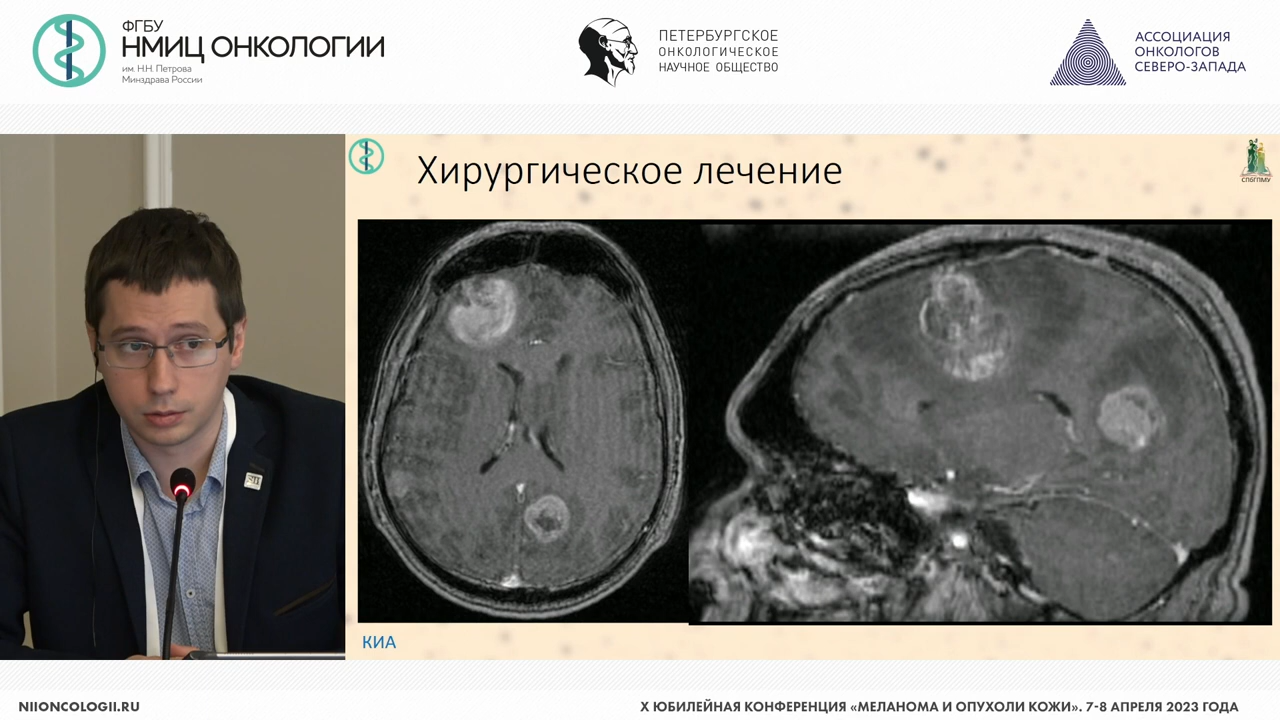 ФГБУ
НМИЦ ОНКОЛОГИИ
им. Н.Н. Петрова
Минздрава России
ПЕТЕРБУРГСКОЕ
ОНКОЛОГИЧЕСКОЕ
НАУЧНОЕ ОБЩЕСТВО
АССОЦИАЦИЯ
ОНКОЛОГОВ
СЕВЕРО-ЗАПАДА
Хирургическое лечение
СПБГПМУ
КИА
NIIONCOLOGII.RU
X ЮБИЛЕЙНАЯ КОНФЕРЕНЦИЯ «МЕЛАНОМА И ОПУХОЛИ КОЖИ». 7-8 АПРЕЛЯ 2023 ГОДА